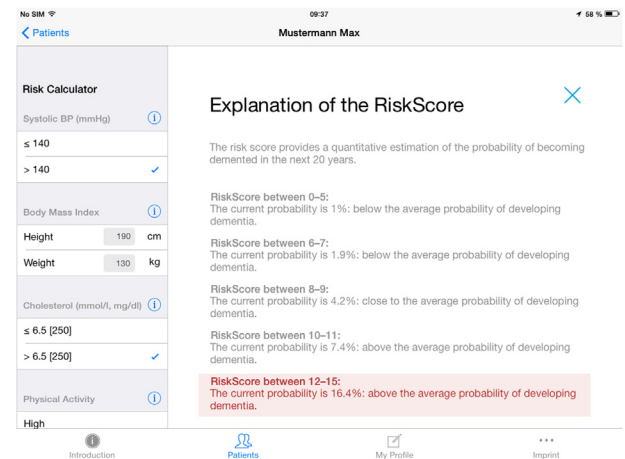 No SIM 09:37 58 %
Patients Mustermann Max
Risk Calculator
Systolic BP (mmHg)
≤ 140
> 140
Body Mass Index
Height 190 cm
Weight 130 kg
Cholesterol (mmol/l, mg/dl)
≤ 6.5 [250]
> 6.5 [250]
Physical Activity
High
Explanation of the RiskScore
The risk score provides a quantitative estimation of the probability of becoming
demented in the next 20 years.
RiskScore between 0–5:
The current probability is 1%: below the average probability of developing
dementia.
RiskScore between 6–7:
The current probability is 1.9%: below the average probability of developing
dementia.
RiskScore between 8–9:
The current probability is 4.2%: close to the average probability of developing
dementia.
RiskScore between 10–11:
The current probability is 7.4%: above the average probability of developing
dementia.
RiskScore between 12–15:
The current probability is 16.4%: above the average probability of developing
dementia.
Introduction Patients My Profile Imprint